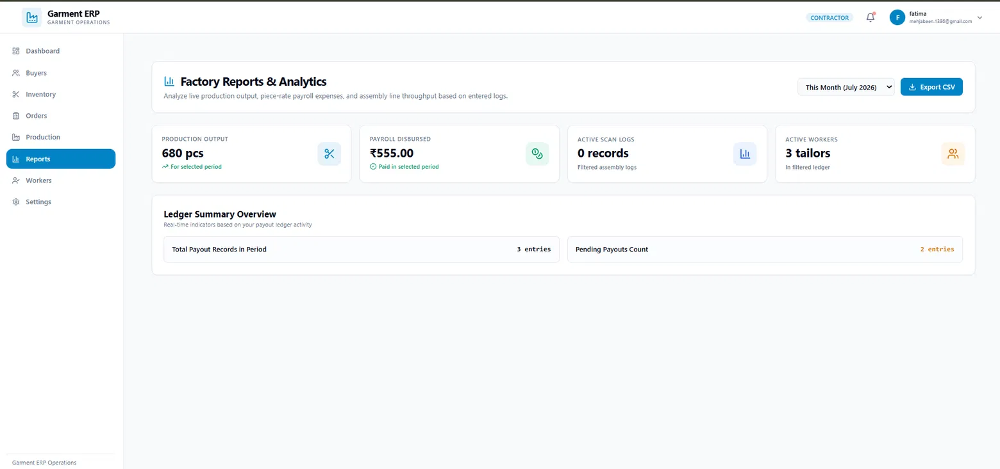 Garment ERP
GARMENT OPERATIONS
CONTRACTOR
F
fatima
mehjabeen.1386@gmail.com
Dashboard
Buyers
Inventory
Orders
Production
Reports
Workers
Settings
Factory Reports & Analytics
Analyze live production output, piece-rate payroll expenses, and assembly line throughput based on entered logs.
This Month (July 2026)
Export CSV
PRODUCTION OUTPUT
680 pcs
For selected period
PAYROLL DISBURSED
₹555.00
Paid in selected period
ACTIVE SCAN LOGS
0 records
Filtered assembly logs
ACTIVE WORKERS
3 tailors
In filtered ledger
Ledger Summary Overview
Real-time indicators based on your payout ledger activity
Total Payout Records in Period
3 entries
Pending Payouts Count
2 entries
Garment ERP Operations